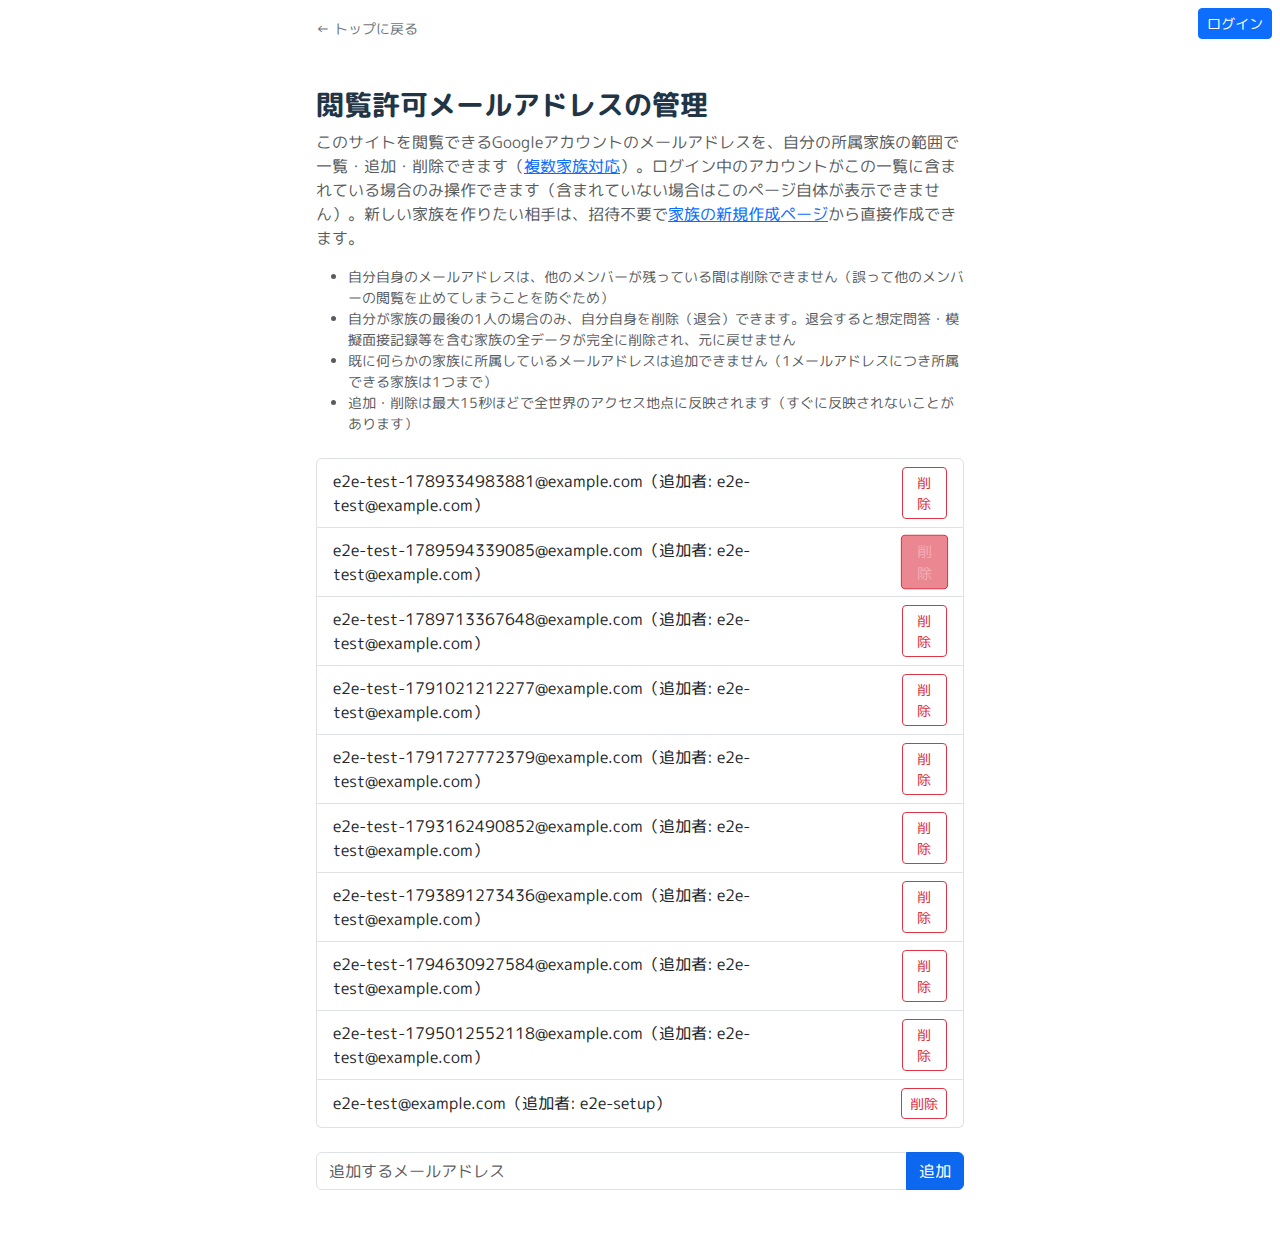 ← トップに戻る
ログイン
閲覧許可メールアドレスの管理
このサイトを閲覧できるGoogleアカウントのメールアドレスを、自分の所属家族の範囲で
一覧・追加・削除できます（複数家族対応）。ログイン中のアカウントがこの一覧に含ま
れている場合のみ操作できます（含まれていない場合はこのページ自体が表示できませ
ん）。新しい家族を作りたい相手は、招待不要で家族の新規作成ページから直接作成でき
ます。
自分自身のメールアドレスは、他のメンバーが残っている間は削除できません（誤って他のメンバ
ーの閲覧を止めてしまうことを防ぐため）
自分が家族の最後の1人の場合のみ、自分自身を削除（退会）できます。退会すると想定問答・模
擬面接記録等を含む家族の全データが完全に削除され、元に戻せません
既に何らかの家族に所属しているメールアドレスは追加できません（1メールアドレスにつき所属
できる家族は1つまで）
追加・削除は最大15秒ほどで全世界のアクセス地点に反映されます（すぐに反映されないことが
あります）
e2e-test-1789334983881@example.com（追加者: e2e-
test@example.com）
削
除
e2e-test-1789594339085@example.com（追加者: e2e-
test@example.com）
削
除
e2e-test-1789713367648@example.com（追加者: e2e-
test@example.com）
削
除
e2e-test-1791021212277@example.com（追加者: e2e-
test@example.com）
削
除
e2e-test-1791727772379@example.com（追加者: e2e-
test@example.com）
削
除
e2e-test-1793162490852@example.com（追加者: e2e-
test@example.com）
削
除
e2e-test-1793891273436@example.com（追加者: e2e-
test@example.com）
削
除
e2e-test-1794630927584@example.com（追加者: e2e-
test@example.com）
削
除
e2e-test-1795012552118@example.com（追加者: e2e-
test@example.com）
削
除
e2e-test@example.com（追加者: e2e-setup）
削除
追加するメールアドレス
追加